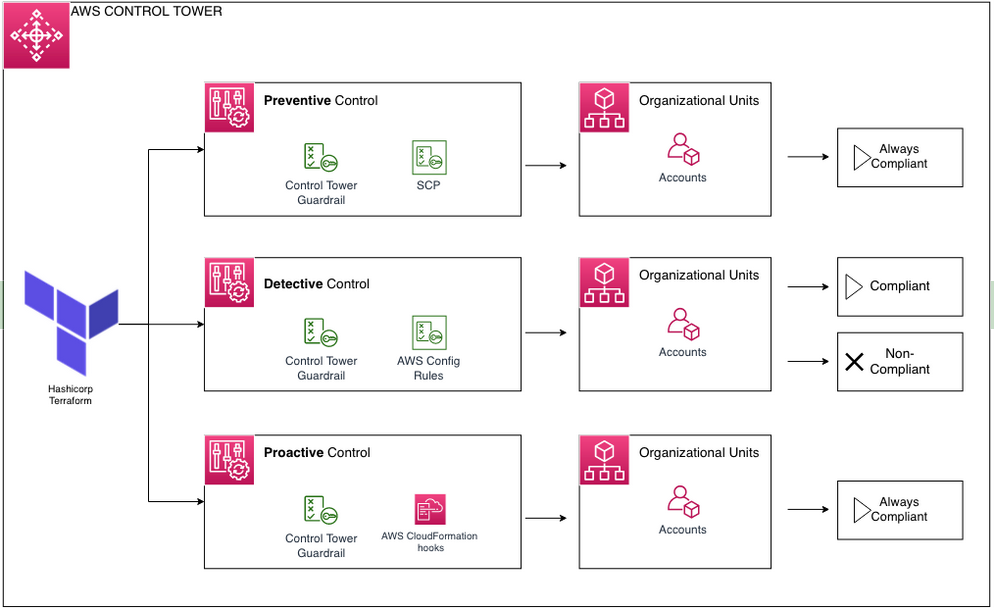 AWS CONTROL TOWER
Preventive Control
Control Tower
Guardrail
SCP
Organizational Units
Accounts
Always
Compliant
Hashicorp
Terraform
Detective Control
Control Tower
Guardrail
AWS Config
Rules
Organizational Units
Accounts
Compliant
Non-
Compliant
Proactive Control
Control Tower
Guardrail
AWS CloudFormation
hooks
Organizational Units
Accounts
Always
Compliant